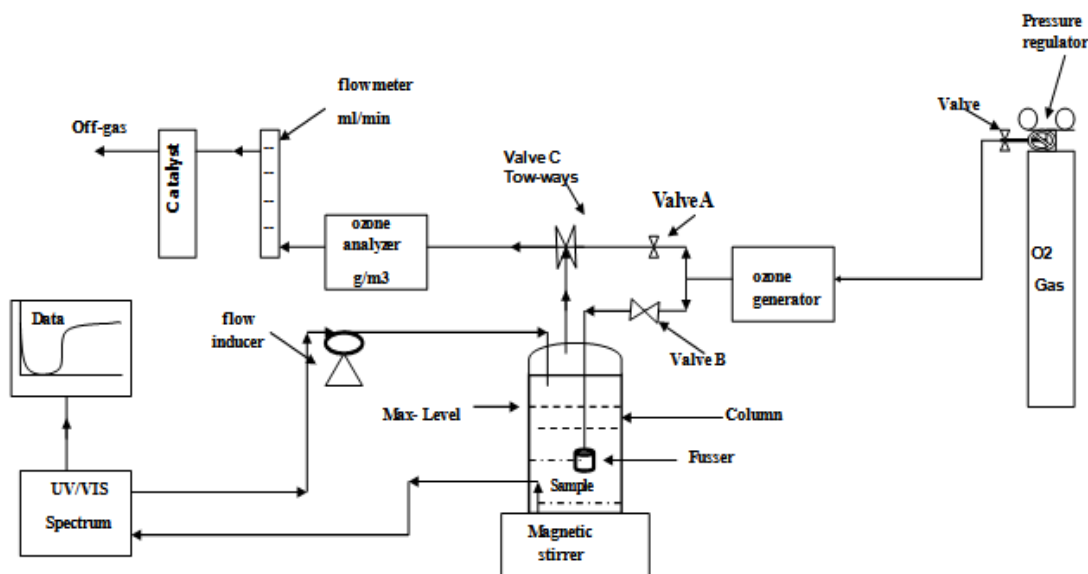 Pressure
regulator
flowmeter
ml/min
Valve
Off-gas
Catalyst
Valve C
Tow-ways
Valve A
ozone
analyzer
g/m3
ozone
generator
O2
Gas
Data
flow
inducer
Valve B
Max- Level
Column
Fusser
UV/VIS
Spectrum
Sample
Magnetic
stirrer